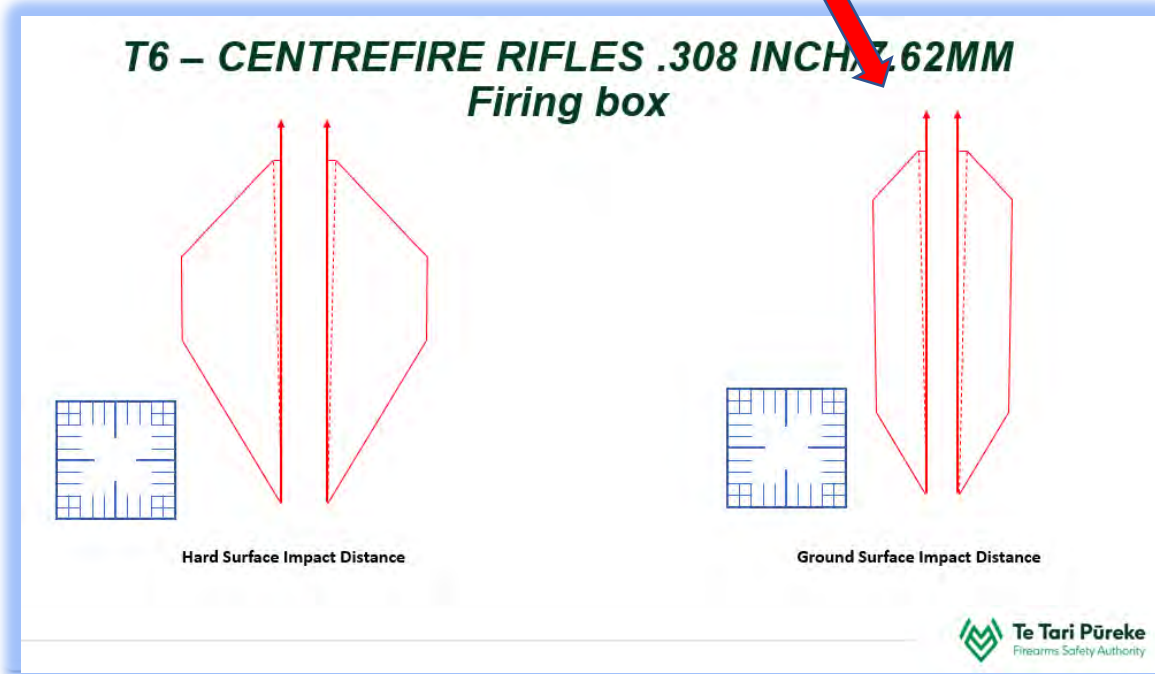 T6 – CENTREFIRE RIFLES .308 INCH/7.62MM
Firing box
Hard Surface Impact Distance
Ground Surface Impact Distance
Te Tari Pūreke
Firearms Safety Authority